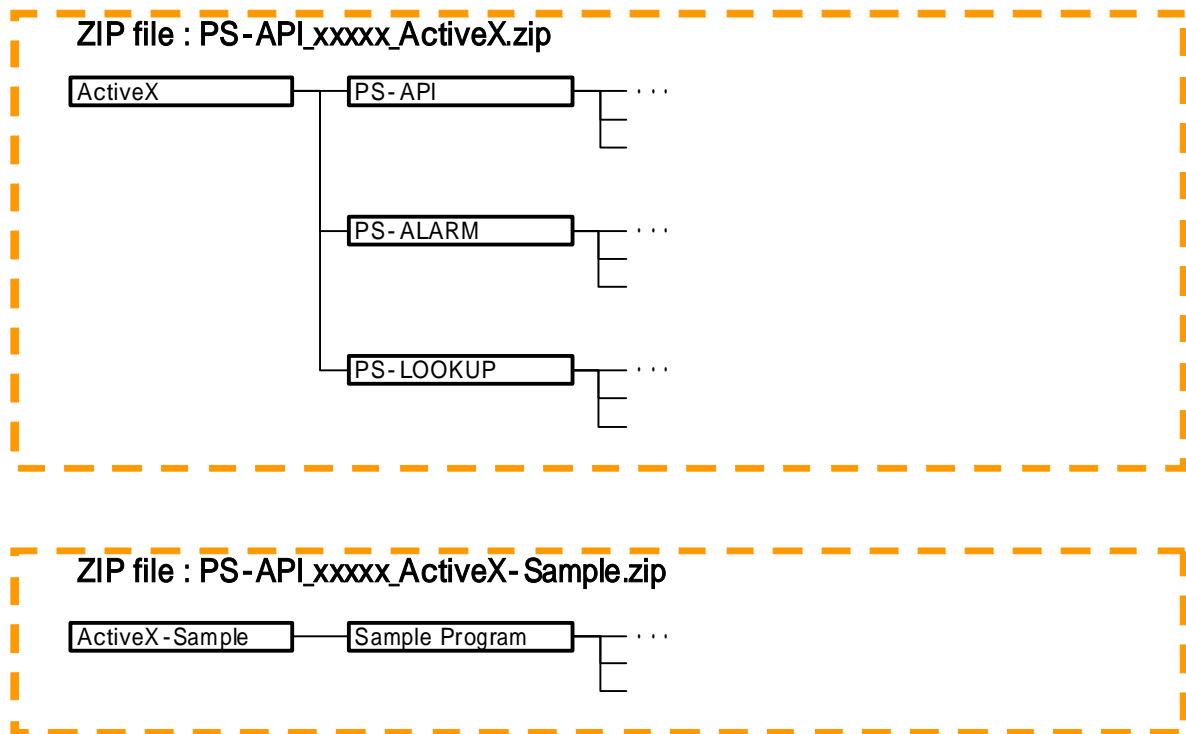 ZIP file : PS-API_xxxxx_ActiveX.zip
ActiveX
PS-API
· · ·
PS-ALARM
· · ·
PS-LOOKUP
· · ·
ZIP file : PS-API_xxxxx_ActiveX-Sample.zip
ActiveX-Sample
Sample Program
· · ·